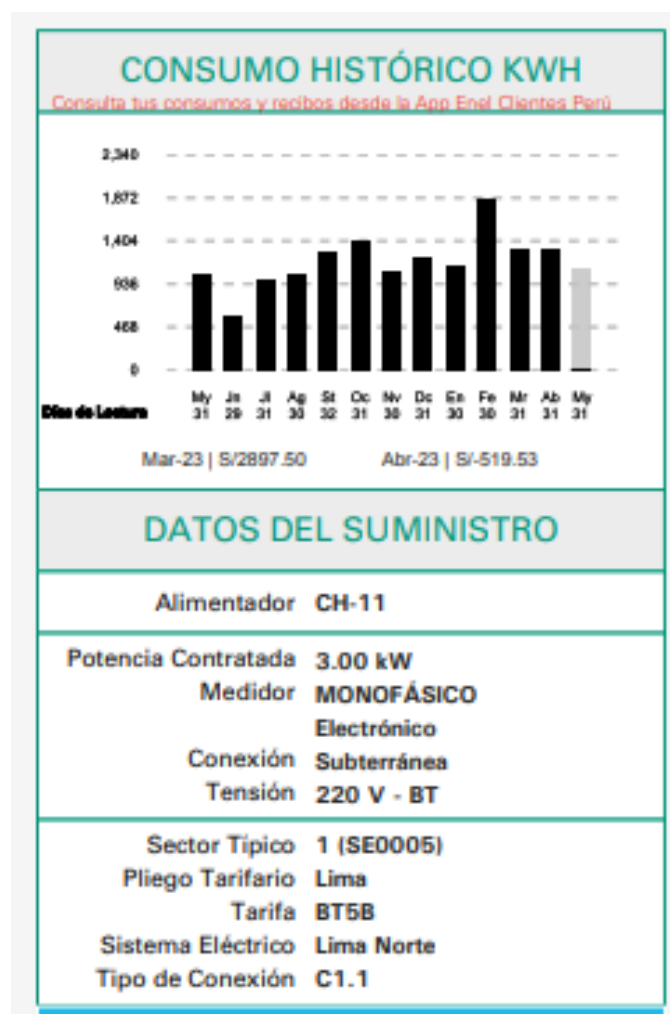 CONSUMO HISTÓRICO KWH
Consulta tus consumos y recibos desde la App Enel Clientes Perú
2,340
1,872
1,404
936
468
0
My Jn Jl Ag St Oc Nv Dc En Fe Mr Ab My
Días de Lectura 31 29 31 30 32 31 30 31 30 30 31 31 31
Mar-23 | S/2897.50 Abr-23 | S/-519.53
DATOS DEL SUMINISTRO
Alimentador CH-11
Potencia Contratada 3.00 kW
Medidor MONOFÁSICO
Electrónico
Conexión Subterránea
Tensión 220 V - BT
Sector Típico 1 (SE0005)
Pliego Tarifario Lima
Tarifa BT5B
Sistema Eléctrico Lima Norte
Tipo de Conexión C1.1